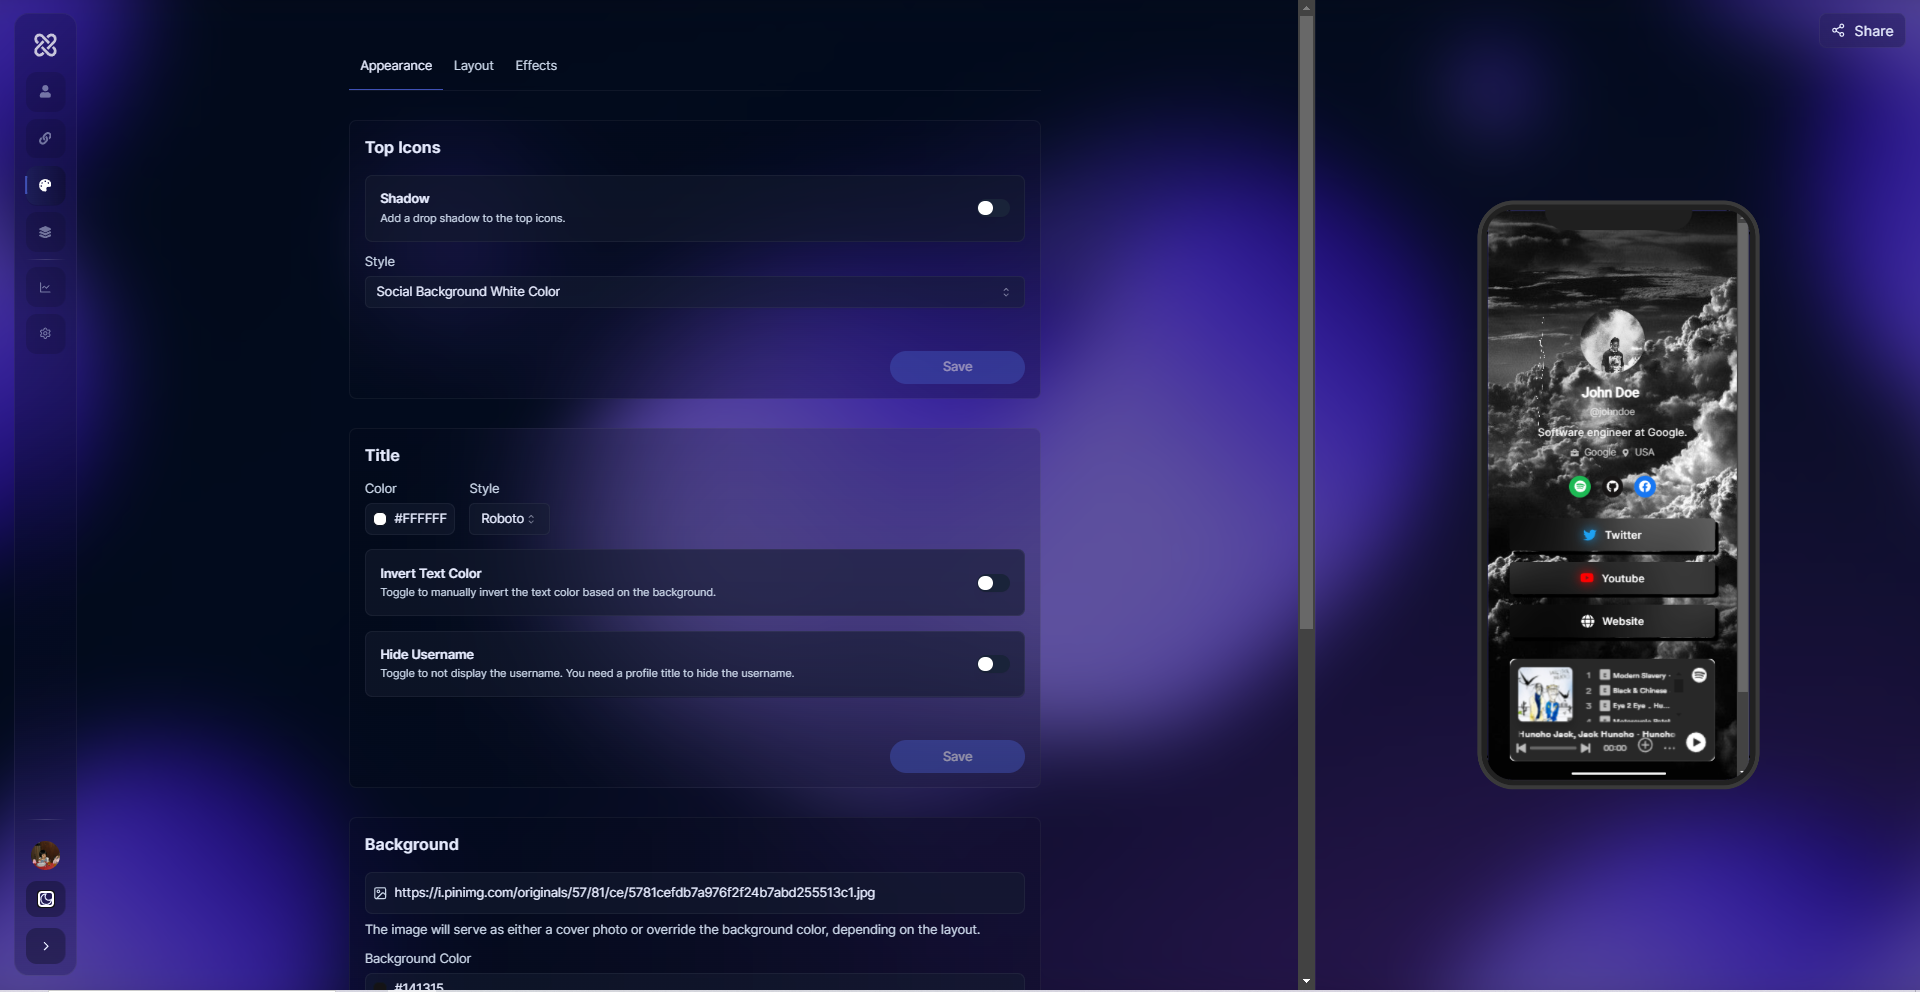 Share
Appearance
Layout
Effects
Top Icons
Shadow
Add a drop shadow to the top icons.
Style
Social Background White Color
Save
Title
Color
Style
#FFFFFF
Roboto
Invert Text Color
Toggle to manually invert the text color based on the background.
Hide Username
Toggle to not display the username. You need a profile title to hide the username.
Save
Background
https://i.pinimg.com/originals/57/81/ce/5781cefdb7a976f2f24b7abd255513c1.jpg
The image will serve as either a cover photo or override the background color, depending on the layout.
Background Color
#141315
John Doe
@johndoe
Software engineer at Google.
Google USA
Twitter
Youtube
Website
1 E Modern Slavery
2 E Black & Chinese
3 E Eye 2 Eye
4 E
Huncho Jack, Jack Huncho - Huncho
00:00